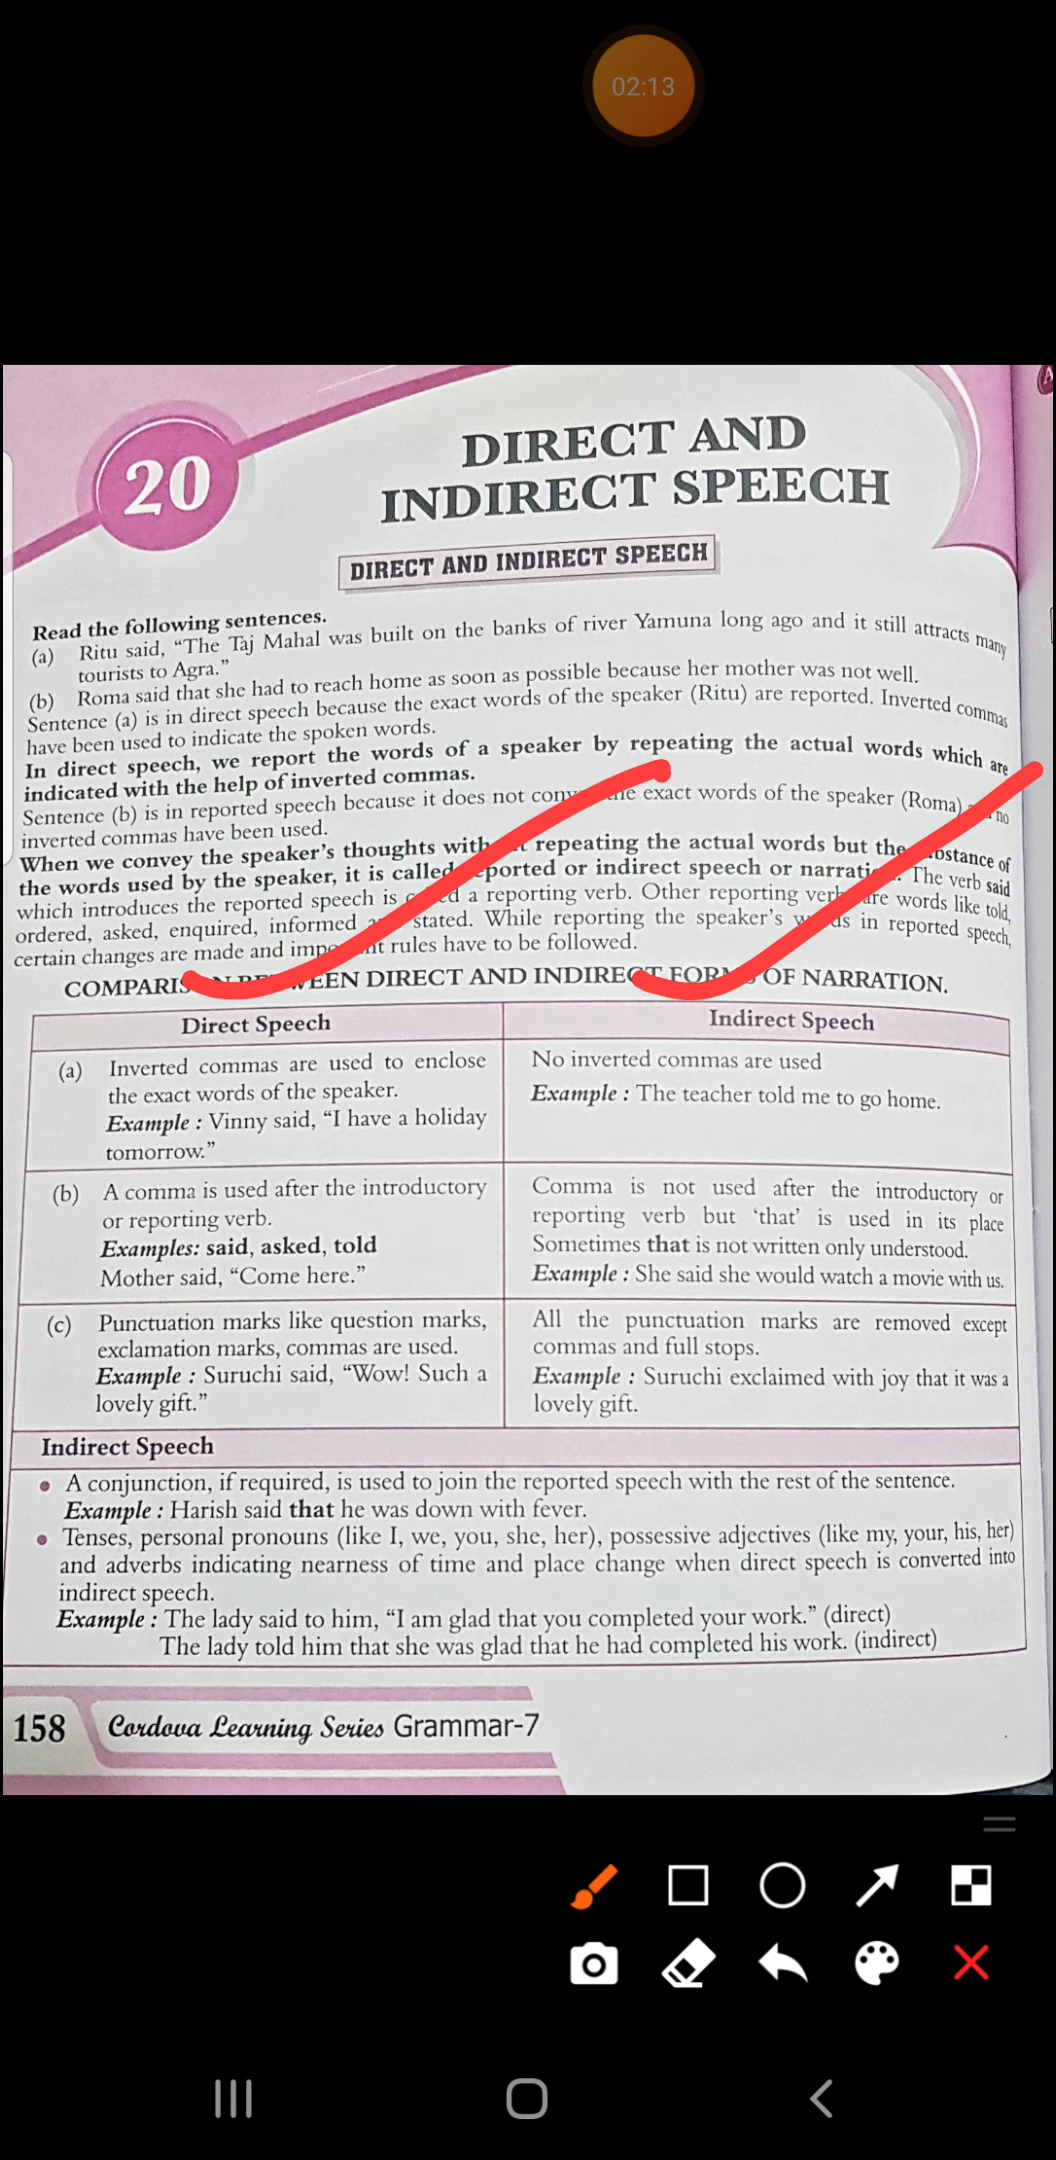 02:13
20
DIRECT AND
INDIRECT SPEECH
DIRECT AND INDIRECT SPEECH
Read the following sentences.
(a) Ritu said, “The Taj Mahal was built on the banks of river Yamuna long ago and it still attracts many
tourists to Agra.”
(b) Roma said that she had to reach home as soon as possible because her mother was not well.
Sentence (a) is in direct speech because the exact words of the speaker (Ritu) are reported. Inverted commas
have been used to indicate the spoken words.
In direct speech, we report the words of a speaker by repeating the actual words which are
indicated with the help of inverted commas.
Sentence (b) is in reported speech because it does not exact words of the speaker (Roma) no
inverted commas have been used.
When we convey the speaker’s thoughts repeating the actual words but the of
the words used by the speaker, it is called or indirect speech or The verb said
which introduces the reported speech is a reporting verb. Other reporting are words like told,
ordered, asked, enquired, informed stated. While reporting the speaker’s in reported speech,
certain changes are made and rules have to be followed.
DIRECT AND OF NARRATION.
Direct Speech
Indirect Speech
(a) Inverted commas are used to enclose
the exact words of the speaker.
Example : Vinny said, “I have a holiday
tomorrow.”
No inverted commas are used
Example : The teacher told me to go home.
(b) A comma is used after the introductory
or reporting verb.
Examples: said, asked, told
Mother said, “Come here.”
Comma is not used after the introductory or
reporting verb but ‘that’ is used in its place
Sometimes that is not written only understood.
Example : She said she would watch a movie with us.
(c) Punctuation marks like question marks,
exclamation marks, commas are used.
Example : Suruchi said, “Wow! Such a
lovely gift.”
All the punctuation marks are removed except
commas and full stops.
Example : Suruchi exclaimed with joy that it was a
lovely gift.
Indirect Speech
• A conjunction, if required, is used to join the reported speech with the rest of the sentence.
Example : Harish said that he was down with fever.
• Tenses, personal pronouns (like I, we, you, she, her), possessive adjectives (like my, your, his, her)
and adverbs indicating nearness of time and place change when direct speech is converted into
indirect speech.
Example : The lady said to him, “I am glad that you completed your work.” (direct)
The lady told him that she was glad that he had completed his work. (indirect)
158 Cordova Learning Series Grammar-7